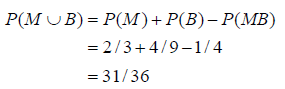 P(M ∪ B) = P(M) + P(B) − P(MB)
= 2/3 + 4/9 − 1/4
= 31/36